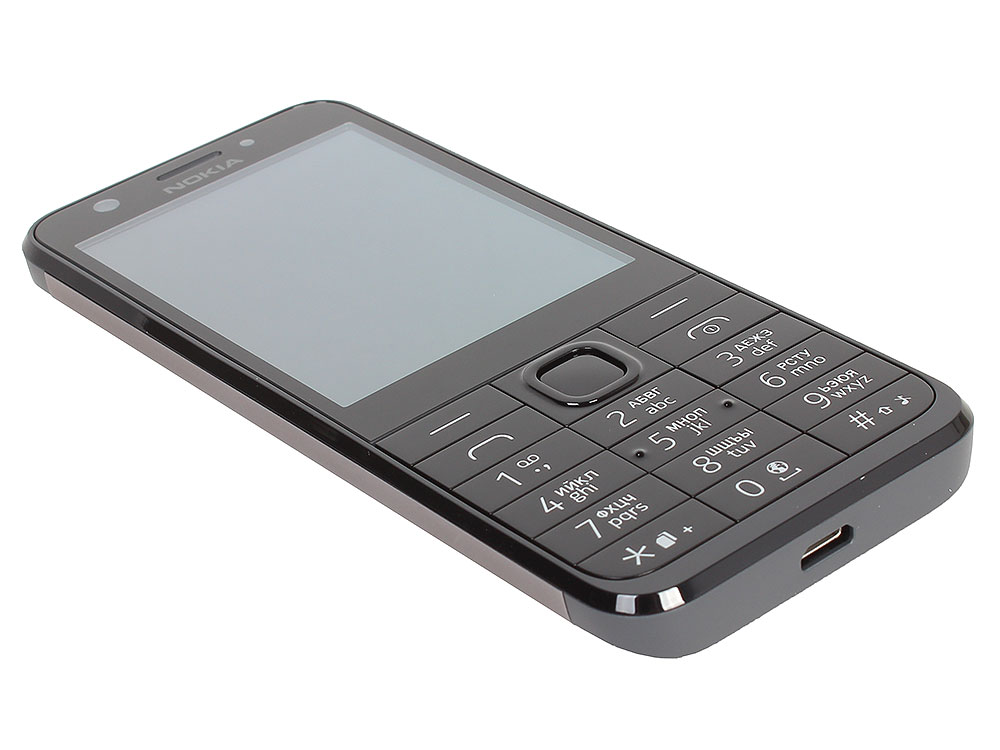 NOKIA
1
2 АБВГ
abc
3 ДЕЖЗ
def
4 ИЙКЛ
ghi
5 МНОП
jkl
6 РСТУ
mno
7 ФХЦЧ
pqrs
8 ШЩЪЫ
tuv
9 ЬЭЮЯ
wxyz
* +
0
#